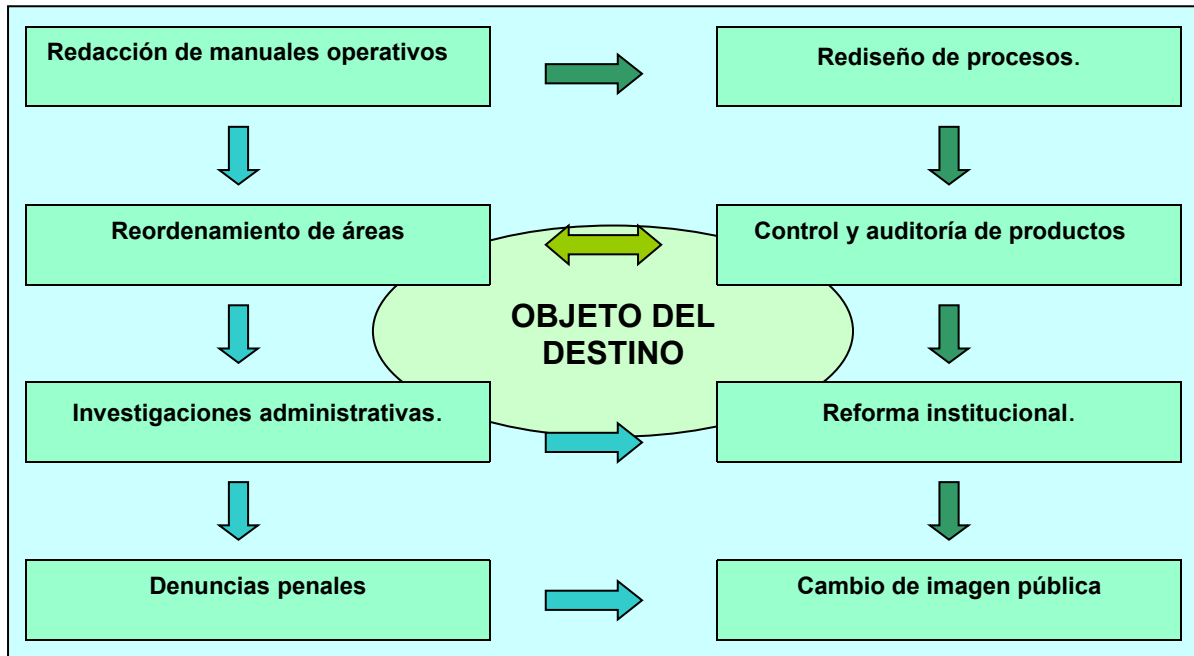 Redacción de manuales operativos
Rediseño de procesos.
Reordenamiento de áreas
Control y auditoría de productos
OBJETO DEL
DESTINO
Investigaciones administrativas.
Reforma institucional.
Denuncias penales
Cambio de imagen pública